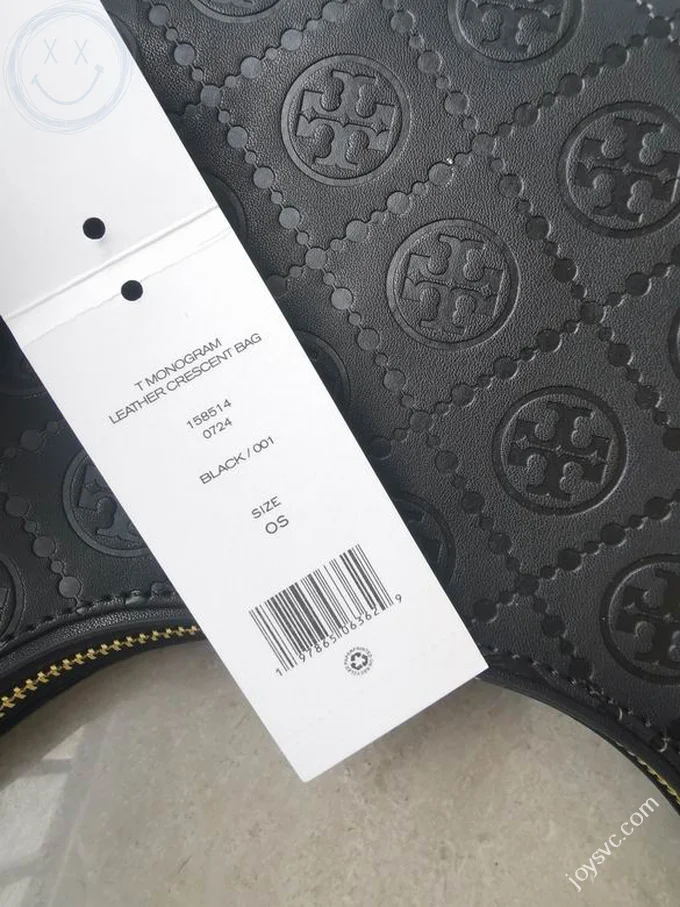 T MONOGRAM
LEATHER CRESCENT BAG
158514
0724
BLACK / 001
SIZE
OS
1 97865 06362 9
joysvc.com